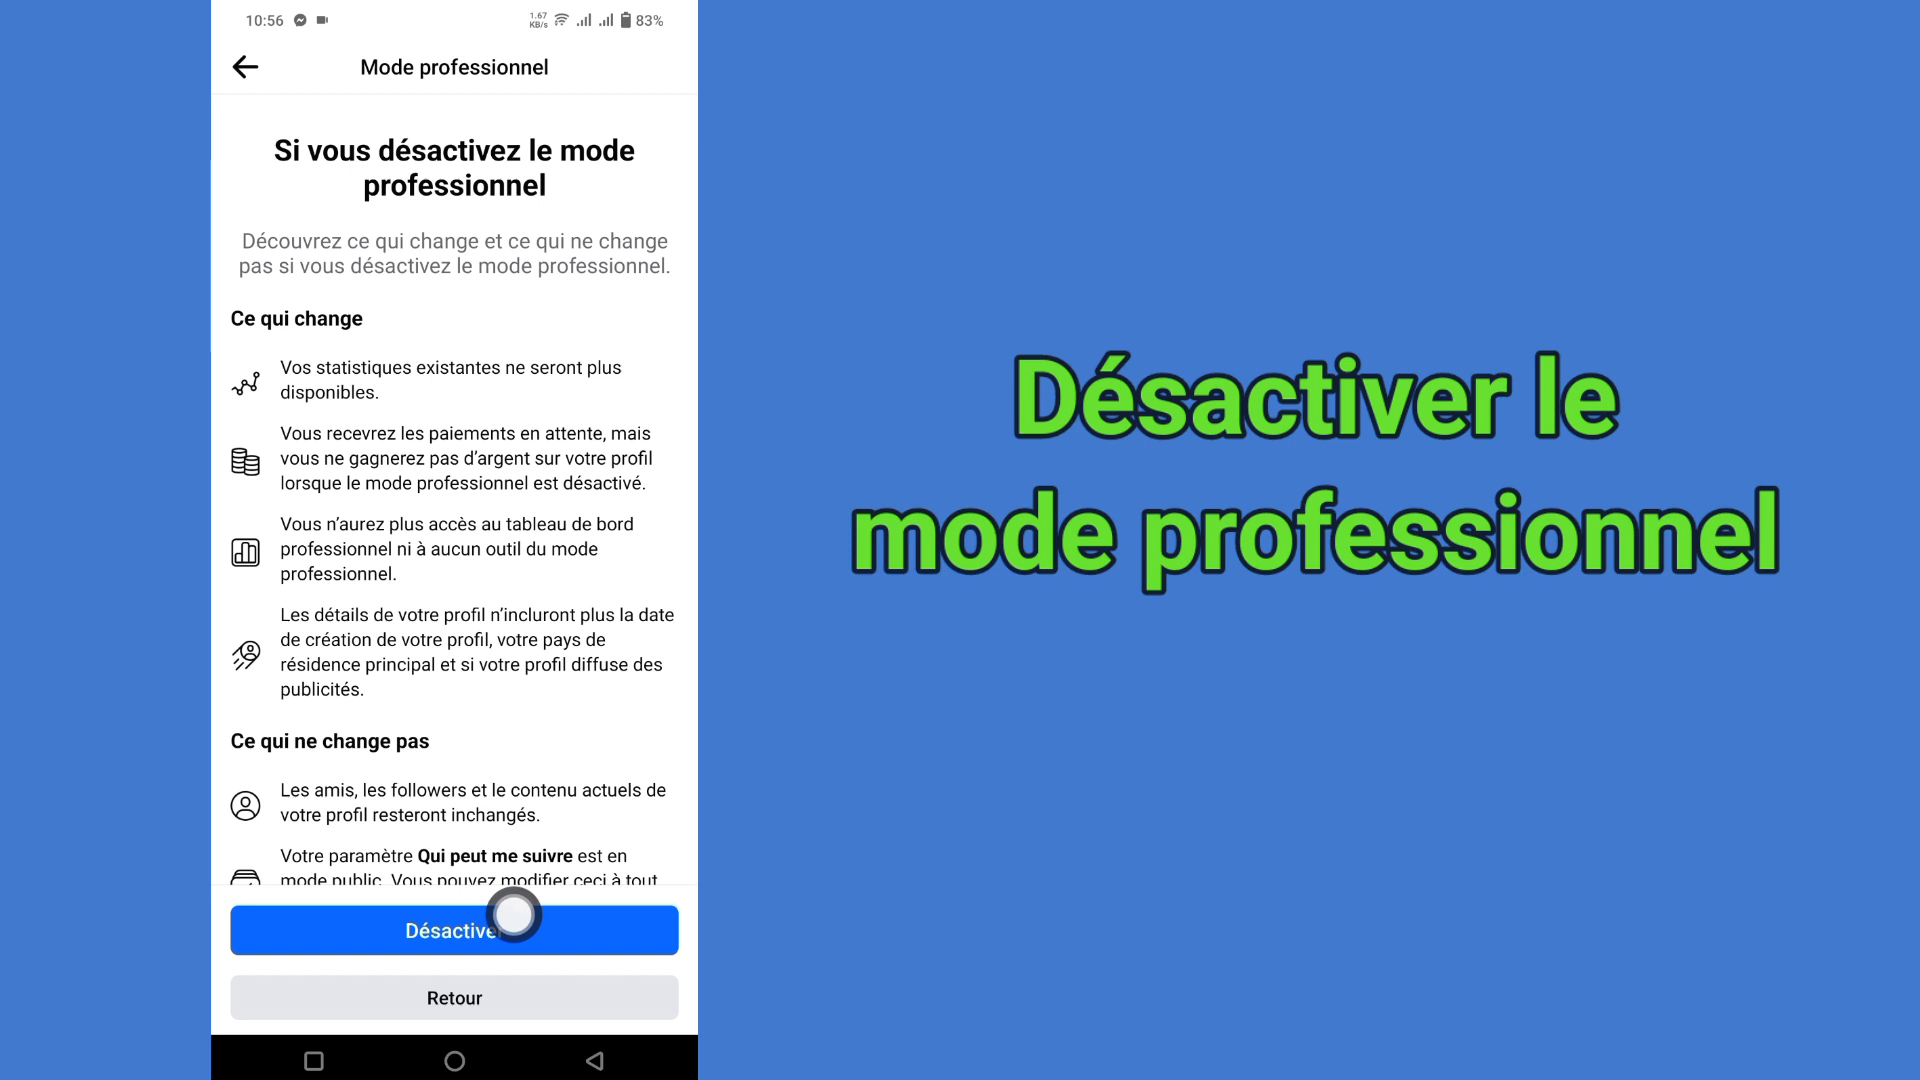 10:56
1.67
KB/s
83%
Mode professionnel
Si vous désactivez le mode
professionnel
Découvrez ce qui change et ce qui ne change
pas si vous désactivez le mode professionnel.
Ce qui change
Vos statistiques existantes ne seront plus
disponibles.
Vous recevrez les paiements en attente, mais
vous ne gagnerez pas d’argent sur votre profil
lorsque le mode professionnel est désactivé.
Vous n’aurez plus accès au tableau de bord
professionnel ni à aucun outil du mode
professionnel.
Les détails de votre profil n’incluront plus la date
de création de votre profil, votre pays de
résidence principal et si votre profil diffuse des
publicités.
Ce qui ne change pas
Les amis, les followers et le contenu actuels de
votre profil resteront inchangés.
Votre paramètre Qui peut me suivre est en
mode public. Vous pouvez modifier ceci à tout
Désactiver
Retour
Désactiver le
mode professionnel